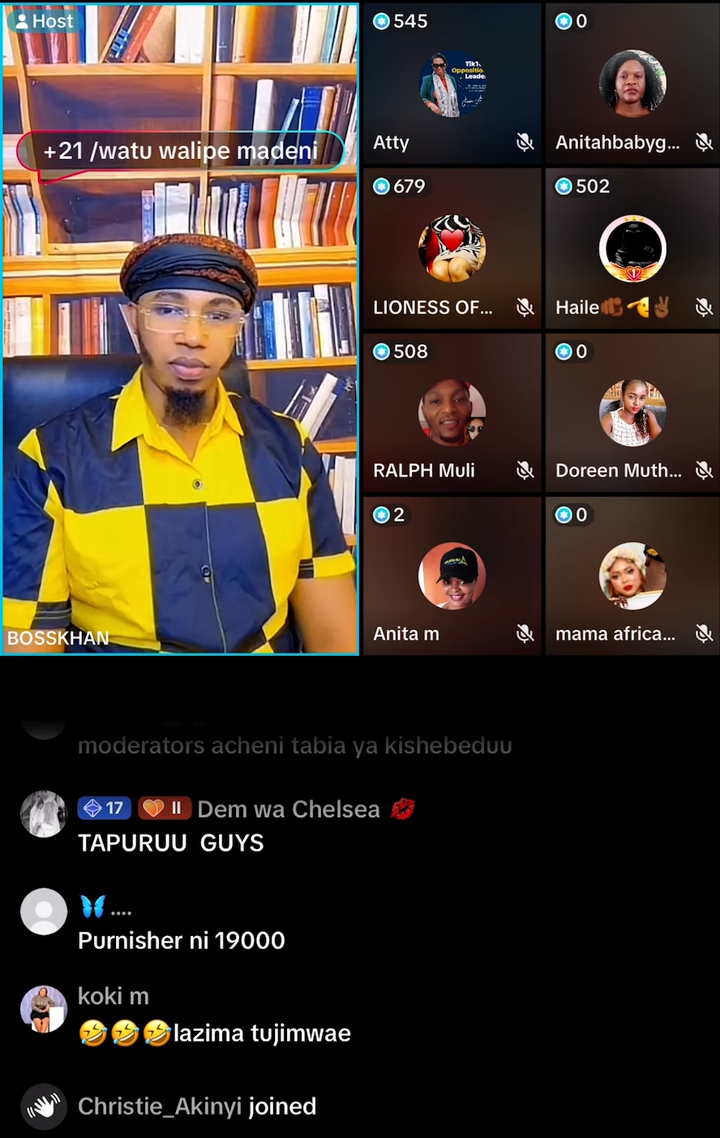 Host
+21 /watu walipe madeni
BOSSKHAN
545
Atty
0
Anitahbabyg...
679
LIONESS OF...
502
Haile🫵🏾🫰✌🏾
508
RALPH Muli
0
Doreen Muth...
2
Anita m
0
mama africa...
moderators acheni tabia ya kishebeduu
17 II Dem wa Chelsea 💋
TAPURUU GUYS
🦋....
Purnisher ni 19000
koki m
🤣🤣🤣lazima tujimwae
Christie_Akinyi joined